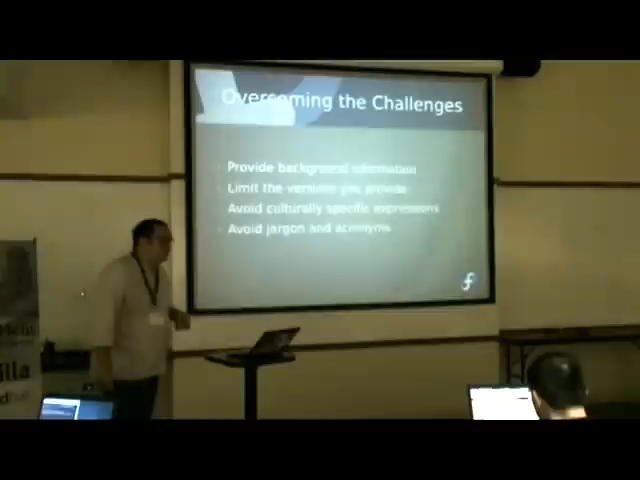 Overcoming the Challenges
Provide background information
Limit the versions you provide
Avoid culturally specific expressions
Avoid jargon and acronyms
f
illa